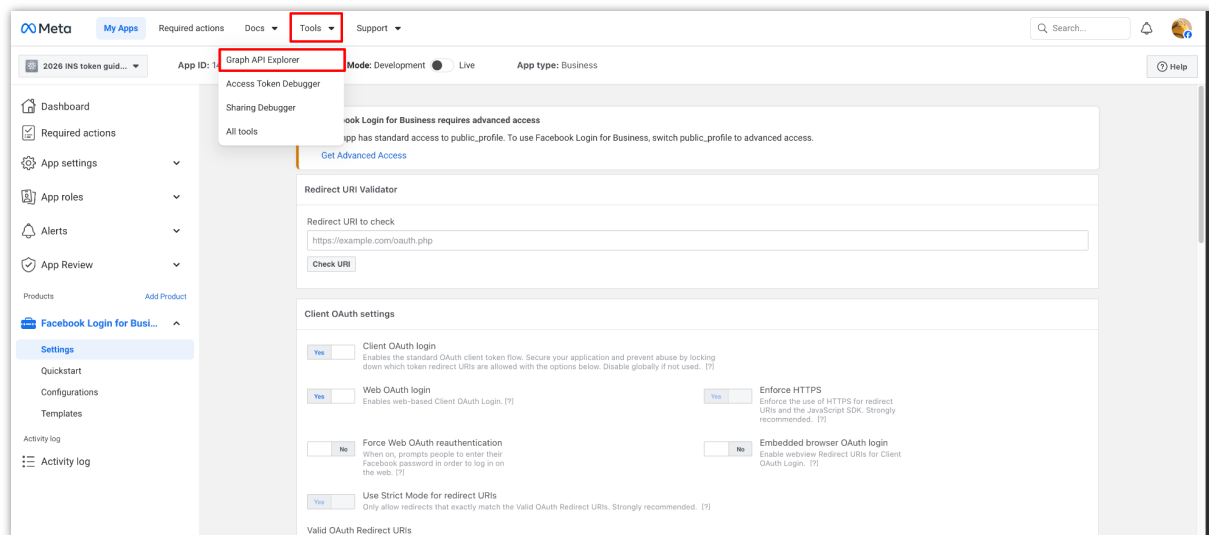 Meta My Apps Required actions Docs Tools Support Search...
2026 INS token guid... App ID: 14 Mode: Development Live App type: Business Help
Graph API Explorer
Access Token Debugger
Sharing Debugger
All tools
Dashboard
Required actions
App settings
App roles
Alerts
App Review
Products Add Product
Facebook Login for Busi...
Settings
Quickstart
Configurations
Templates
Activity log
Activity log
ook Login for Business requires advanced access
pp has standard access to public_profile. To use Facebook Login for Business, switch public_profile to advanced access.
Get Advanced Access
Redirect URI Validator
Redirect URI to check
https://example.com/oauth.php
Check URI
Client OAuth settings
Yes
Client OAuth login
Enables the standard OAuth client token flow. Secure your application and prevent abuse by locking
down which token redirect URIs are allowed with the options below. Disable globally if not used. [?]
Yes
Web OAuth login
Enables web-based Client OAuth Login. [?]
Yes
Enforce HTTPS
Enforce the use of HTTPS for redirect
URIs and the JavaScript SDK. Strongly
recommended. [?]
No
Force Web OAuth reauthentication
When on, prompts people to enter their
Facebook password in order to log in on
the web. [?]
No
Embedded browser OAuth login
Enable webview Redirect URIs for Client
OAuth Login. [?]
Yes
Use Strict Mode for redirect URIs
Only allow redirects that exactly match the Valid OAuth Redirect URIs. Strongly recommended. [?]
Valid OAuth Redirect URIs